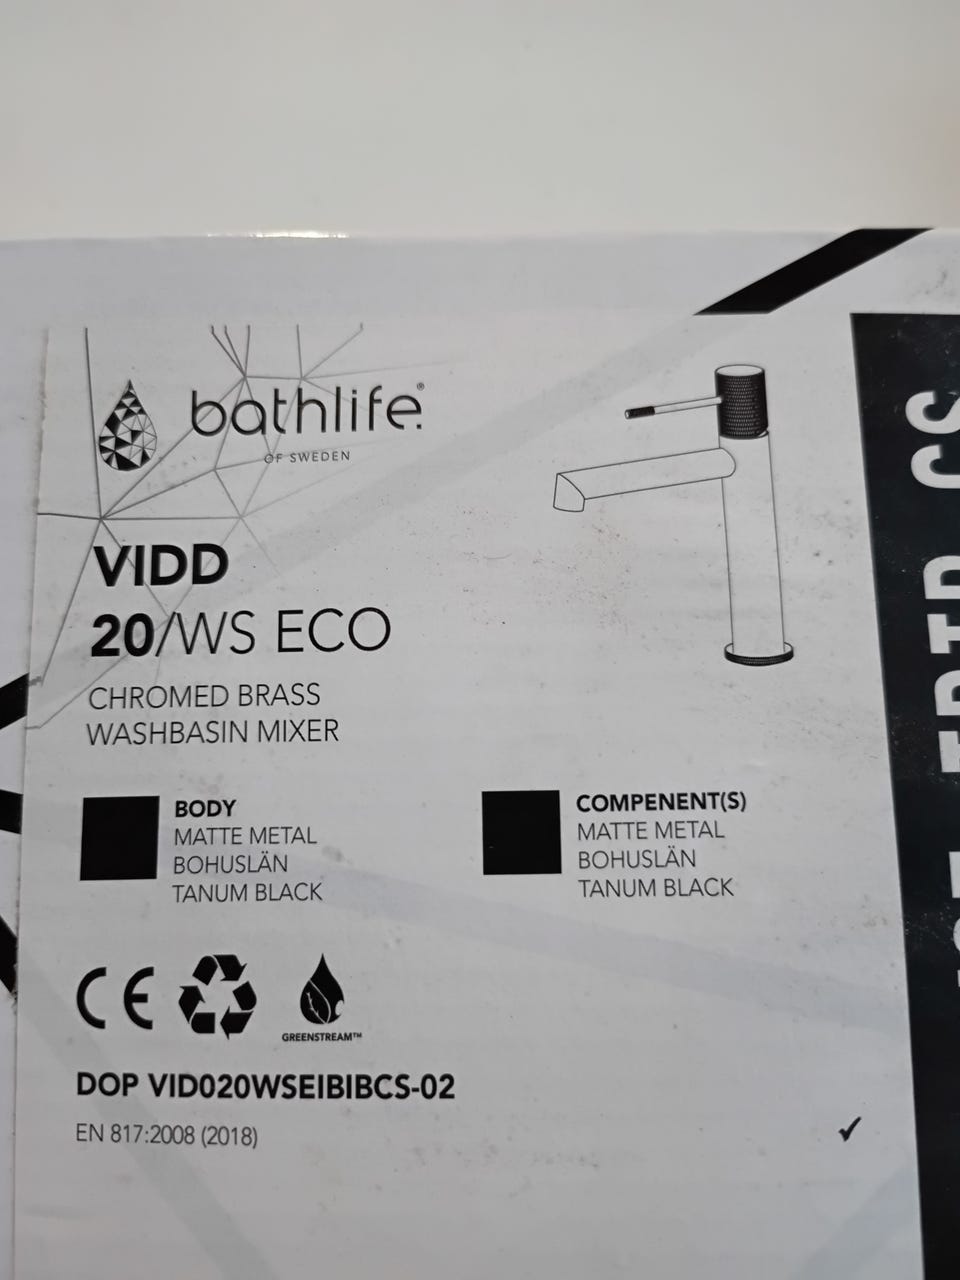 bathlife®
OF SWEDEN
VIDD
20/WS ECO
CHROMED BRASS
WASHBASIN MIXER
BODY
MATTE METAL
BOHUSLÄN
TANUM BLACK
COMPENENT(S)
MATTE METAL
BOHUSLÄN
TANUM BLACK
CE
GREENSTREAM™
DOP VID020WSEIBIBCS-02
EN 817:2008 (2018)